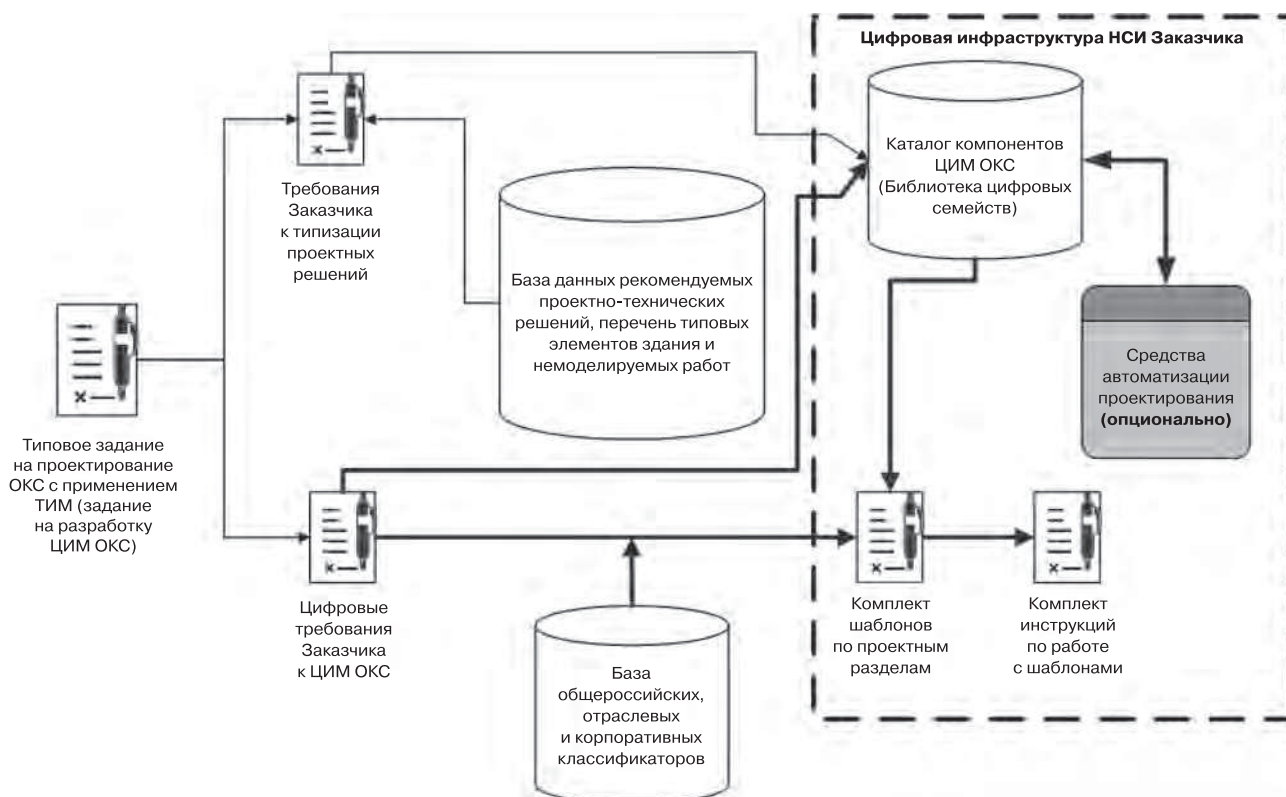 Цифровая инфраструктура НСИ Заказчика
Требования
Заказчика
к типизации
проектных
решений
База данных рекомендуемых
проектно-технических
решений, перечень типовых
элементов здания и
немоделируемых работ
Каталог компонентов
ЦИМ ОКС
(Библиотека цифровых
семейств)
Средства
автоматизации
проектирования
(опционально)
Типовое задание
на проектирование
ОКС с применением
ТИМ (задание
на разработку
ЦИМ ОКС)
Цифровые
требования
Заказчика
к ЦИМ ОКС
База
общероссийских,
отраслевых
и корпоративных
классификаторов
Комплект
шаблонов
по проектным
разделам
Комплект
инструкций
по работе
с шаблонами